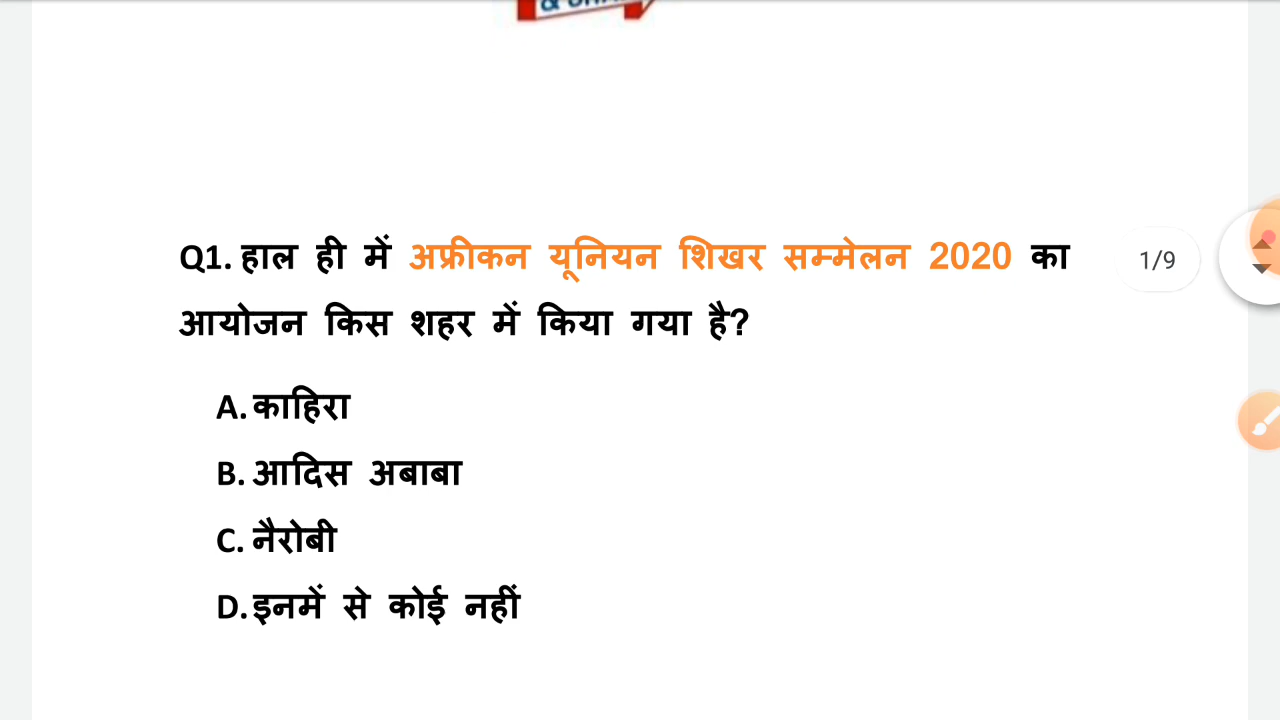 Q1. हाल ही में अफ्रीकन यूनियन शिखर सम्मेलन 2020 का
1/9
आयोजन किस शहर में किया गया है?
A. काहिरा
B. आदिस अबाबा
C. नैरोबी
D. इनमें से कोई नहीं